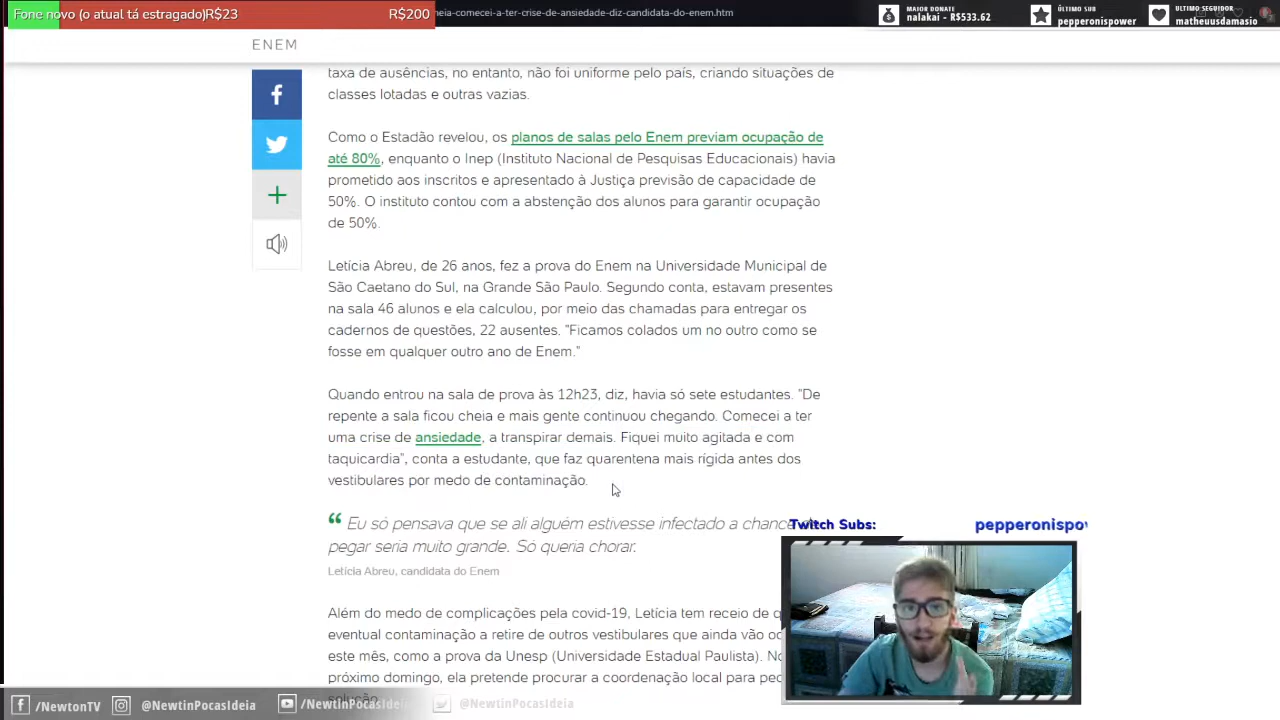 Fone novo (o atual tá estragado)R$23
R$200
eia-comecei-a-ter-crise-de-ansiedade-diz-candidata-do-enem.htm
MAJOR DONATE
nalakai - R$533.62
ÚLTIMO SUB
pepperonispower
ÚLTIMO SEGUIDOR
matheuusdamasio
ENEM
taxa de ausências, no entanto, não foi uniforme pelo país, criando situações de
classes lotadas e outras vazias.
Como o Estadão revelou, os planos de salas pelo Enem previam ocupação de
até 80%, enquanto o Inep (Instituto Nacional de Pesquisas Educacionais) havia
prometido aos inscritos e apresentado à Justiça previsão de capacidade de
50%. O instituto contou com a abstenção dos alunos para garantir ocupação
de 50%.
Letícia Abreu, de 26 anos, fez a prova do Enem na Universidade Municipal de
São Caetano do Sul, na Grande São Paulo. Segundo conta, estavam presentes
na sala 46 alunos e ela calculou, por meio das chamadas para entregar os
cadernos de questões, 22 ausentes. "Ficamos colados um no outro como se
fosse em qualquer outro ano de Enem."
Quando entrou na sala de prova às 12h23, diz, havia só sete estudantes. "De
repente a sala ficou cheia e mais gente continuou chegando. Comecei a ter
uma crise de ansiedade, a transpirar demais. Fiquei muito agitada e com
taquicardia", conta a estudante, que faz quarentena mais rígida antes dos
vestibulares por medo de contaminação.
“ Eu só pensava que se ali alguém estivesse infectado a chance
pegar seria muito grande. Só queria chorar.
Letícia Abreu, candidata do Enem
Twitch Subs:
pepperonispo
Além do medo de complicações pela covid-19, Letícia tem receio de
eventual contaminação a retire de outros vestibulares que ainda vão
este mês, como a prova da Unesp (Universidade Estadual Paulista).
próximo domingo, ela pretende procurar a coordenação local para
solução
/NewtonTV
@NewtinPocasIdeia
/NewtinPocasIdeia
@NewtinPocasIdeia